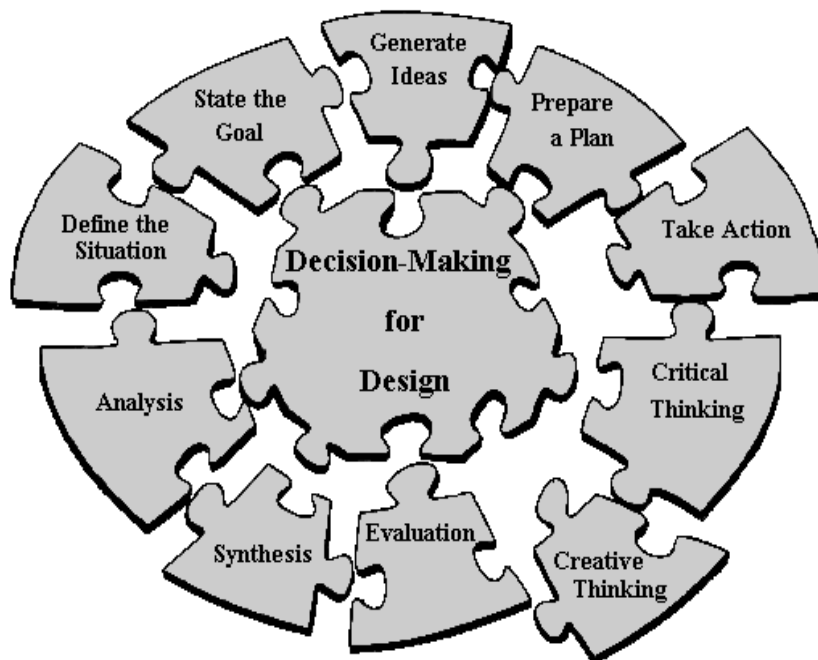 Generate
Ideas
State the
Goal
Prepare
a Plan
Define the
Situation
Take Action
Decision-Making
for
Design
Analysis
Critical
Thinking
Synthesis
Evaluation
Creative
Thinking